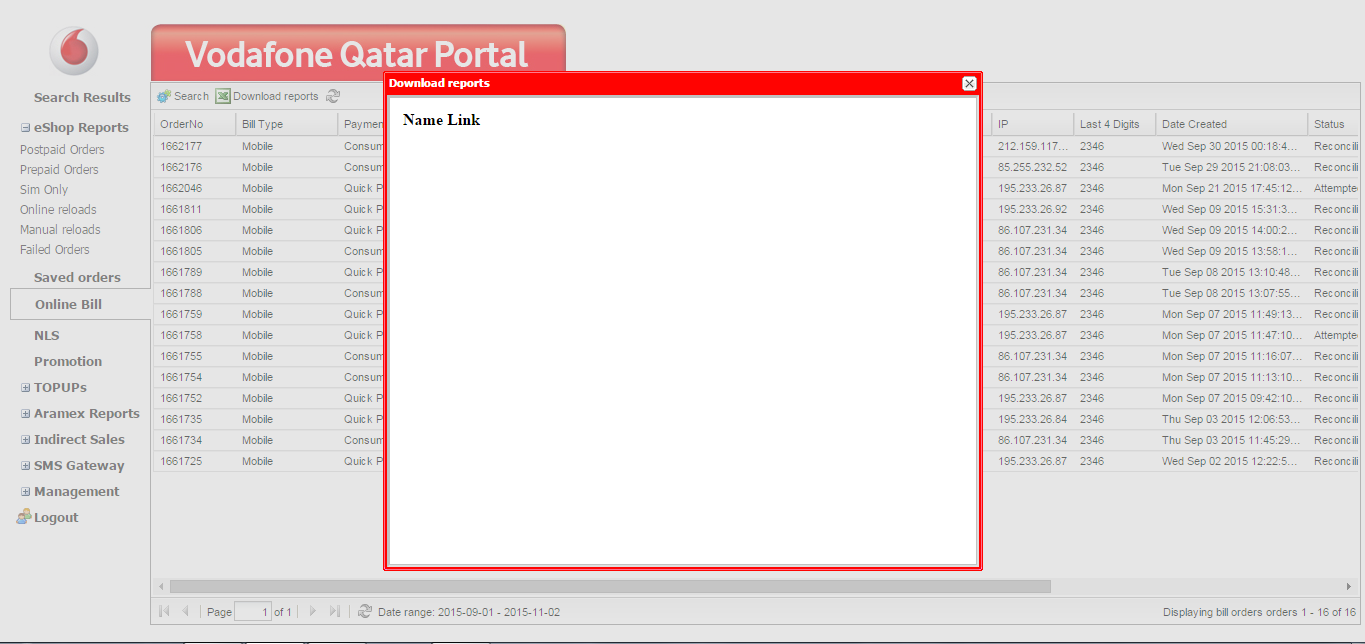 Vodafone Qatar Portal
Search Results
eShop Reports
Postpaid Orders
Prepaid Orders
Sim Only
Online reloads
Manual reloads
Failed Orders
Saved orders
Online Bill
NLS
Promotion
TOPUPs
Aramex Reports
Indirect Sales
SMS Gateway
Management
Logout
Search Download reports
Download reports
Name Link
OrderNo Bill Type Paymen IP Last 4 Digits Date Created Status
1662177 Mobile Consum 212.159.117... 2346 Wed Sep 30 2015 00:18:4... Reconcili
1662176 Mobile Consum 85.255.232.52 2346 Tue Sep 29 2015 21:08:03... Reconcili
1662046 Mobile Quick P 195.233.26.87 2346 Mon Sep 21 2015 17:45:12... Attempte
1661811 Mobile Quick P 195.233.26.92 2346 Wed Sep 09 2015 15:31:3... Reconcili
1661806 Mobile Quick P 86.107.231.34 2346 Wed Sep 09 2015 14:00:2... Reconcili
1661805 Mobile Consum 86.107.231.34 2346 Wed Sep 09 2015 13:58:1... Reconcili
1661789 Mobile Quick P 86.107.231.34 2346 Tue Sep 08 2015 13:10:48... Reconcili
1661788 Mobile Consum 86.107.231.34 2346 Tue Sep 08 2015 13:07:55... Reconcili
1661759 Mobile Quick P 195.233.26.87 2346 Mon Sep 07 2015 11:49:13... Reconcili
1661758 Mobile Quick P 195.233.26.87 2346 Mon Sep 07 2015 11:47:10... Attempte
1661755 Mobile Consum 86.107.231.34 2346 Mon Sep 07 2015 11:16:07... Reconcili
1661754 Mobile Consum 86.107.231.34 2346 Mon Sep 07 2015 11:13:10... Reconcili
1661752 Mobile Quick P 195.233.26.87 2346 Mon Sep 07 2015 09:42:10... Reconcili
1661735 Mobile Quick P 195.233.26.84 2346 Thu Sep 03 2015 12:06:53... Reconcili
1661734 Mobile Consum 86.107.231.34 2346 Thu Sep 03 2015 11:45:29... Reconcili
1661725 Mobile Quick P 195.233.26.87 2346 Wed Sep 02 2015 12:22:5... Reconcili
Page 1 of 1 Date range: 2015-09-01 - 2015-11-02 Displaying bill orders orders 1 - 16 of 16